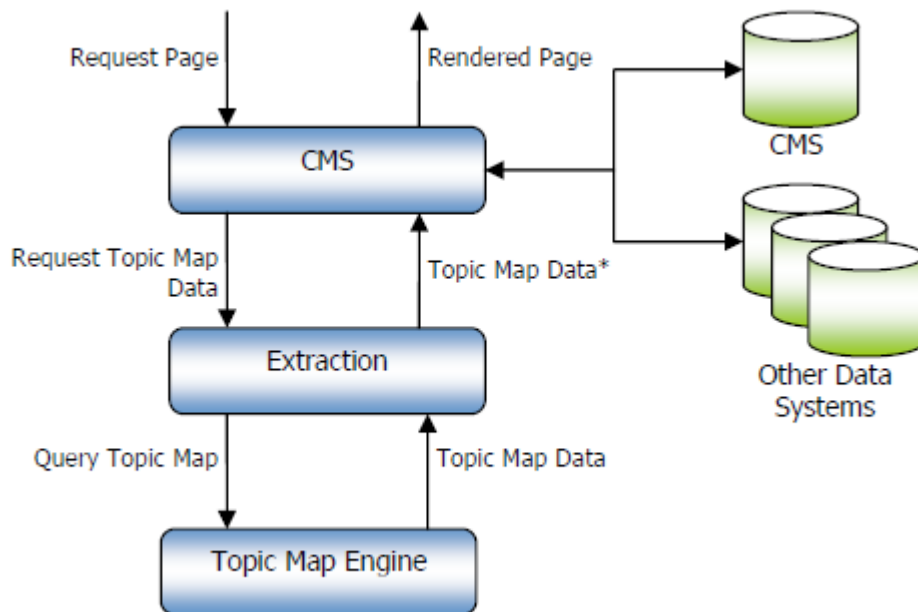 Request Page
Rendered Page
CMS
CMS
Request Topic Map
Data
Topic Map Data*
Extraction
Other Data
Systems
Query Topic Map
Topic Map Data
Topic Map Engine